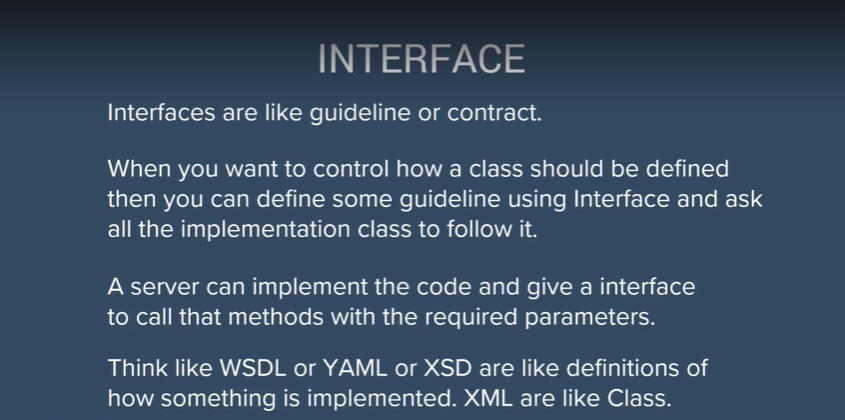 INTERFACE
Interfaces are like guideline or contract.
When you want to control how a class should be defined
then you can define some guideline using Interface and ask
all the implementation class to follow it.
A server can implement the code and give a interface
to call that methods with the required parameters.
Think like WSDL or YAML or XSD are like definitions of
how something is implemented. XML are like Class.